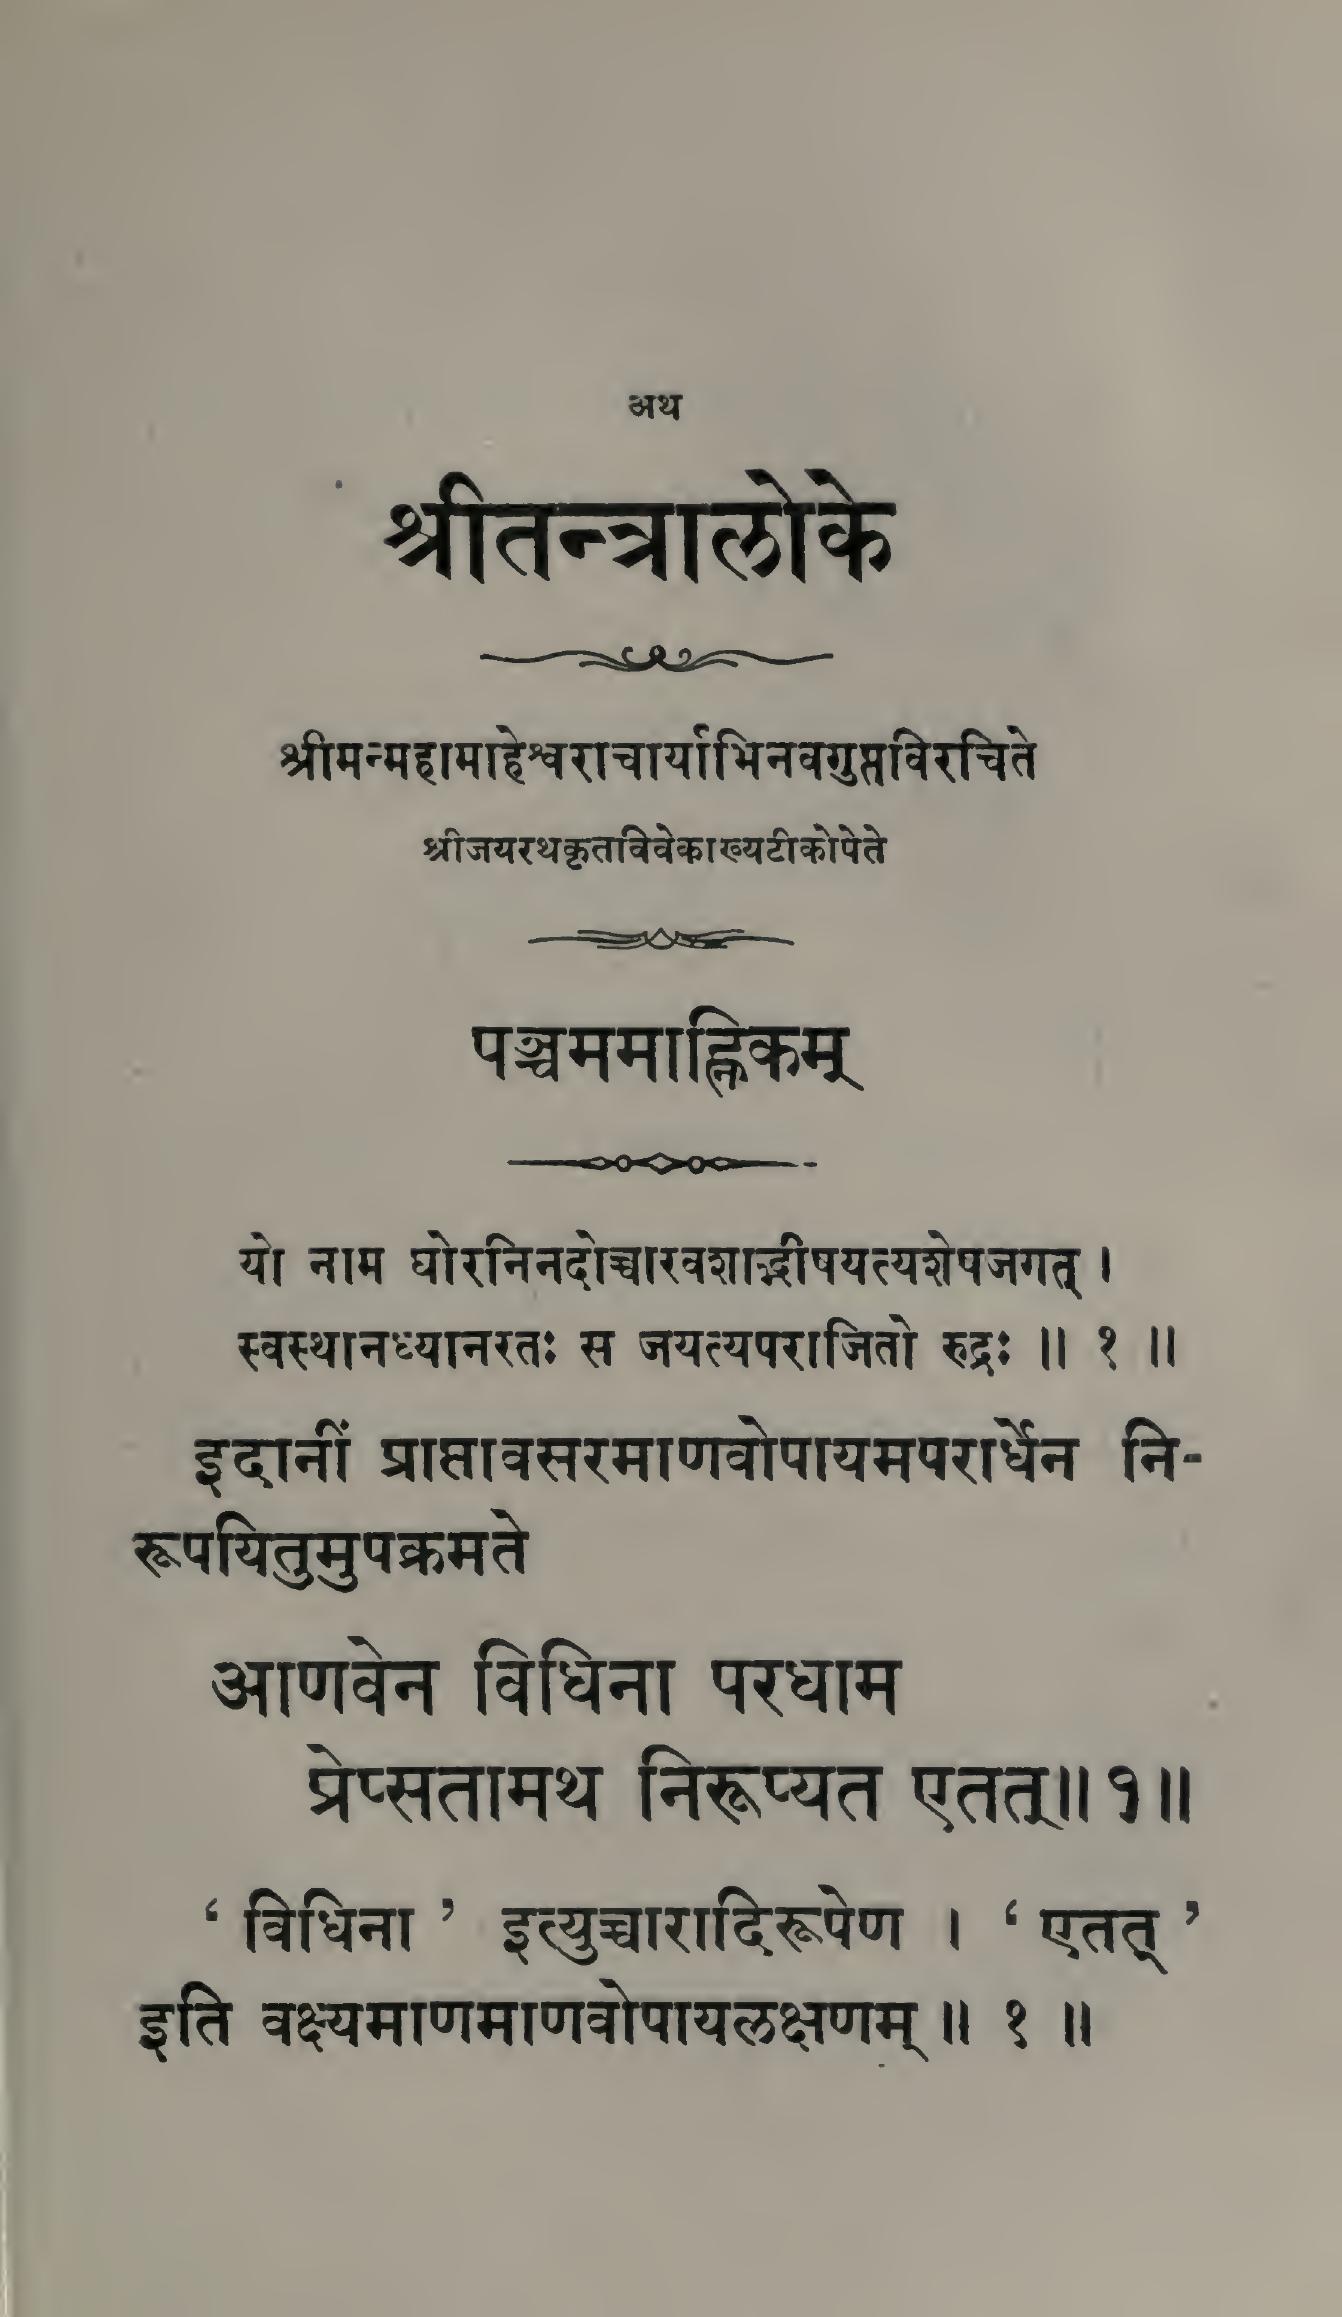 अथ
श्रीतन्त्रालोके
श्रीमन्महामाहेश्वराचार्याभिनवगुप्तविरचिते
श्रीजयरथकृतविवेकाख्यटीकोपेते
पञ्चममाह्निकम्
यो नाम घोरनिनदोच्चारवशाद्भीषयत्यशेषजगत् ।
स्वस्थानध्यानरतः स जयत्यपराजितो रुद्रः ॥ १ ॥
इदानीं प्राप्तावसरमाणवोपायमपरार्धेन नि-
रूपयितुमुपक्रमते
आणवेन विधिना परधाम
प्रेप्सतामथ निरूप्यत एतत्॥ १ ॥
‘ विधिना ’ इत्युच्चारादिरूपेण । ‘ एतत् ’
इति वक्ष्यमाणमाणवोपायलक्षणम् ॥ १ ॥